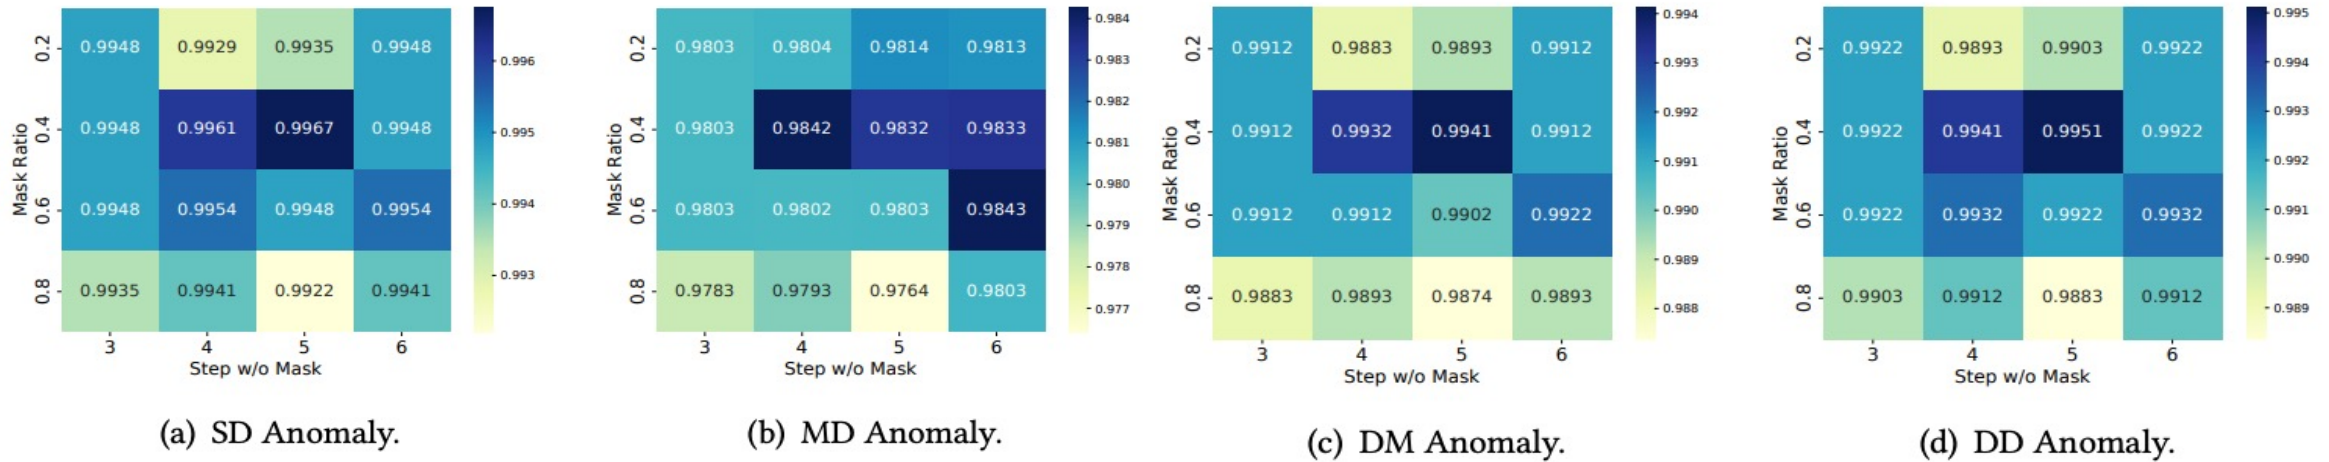 Mask Ratio
0.2 0.9948 0.9929 0.9935 0.9948
0.4 0.9948 0.9961 0.9967 0.9948
0.6 0.9948 0.9954 0.9948 0.9954
0.8 0.9935 0.9941 0.9922 0.9941
3 4 5 6
Step w/o Mask
0.996
0.995
0.994
0.993
(a) SD Anomaly.
Mask Ratio
0.2 0.9803 0.9804 0.9814 0.9813
0.4 0.9803 0.9842 0.9832 0.9833
0.6 0.9803 0.9802 0.9803 0.9843
0.8 0.9783 0.9793 0.9764 0.9803
3 4 5 6
Step w/o Mask
0.984
0.983
0.982
0.981
0.980
0.979
0.978
0.977
(b) MD Anomaly.
Mask Ratio
0.2 0.9912 0.9883 0.9893 0.9912
0.4 0.9912 0.9932 0.9941 0.9912
0.6 0.9912 0.9912 0.9902 0.9922
0.8 0.9883 0.9893 0.9874 0.9893
3 4 5 6
Step w/o Mask
0.994
0.993
0.992
0.991
0.990
0.989
0.988
(c) DM Anomaly.
Mask Ratio
0.2 0.9922 0.9893 0.9903 0.9922
0.4 0.9922 0.9941 0.9951 0.9922
0.6 0.9922 0.9932 0.9922 0.9932
0.8 0.9903 0.9912 0.9883 0.9912
3 4 5 6
Step w/o Mask
0.995
0.994
0.993
0.992
0.991
0.990
0.989
(d) DD Anomaly.